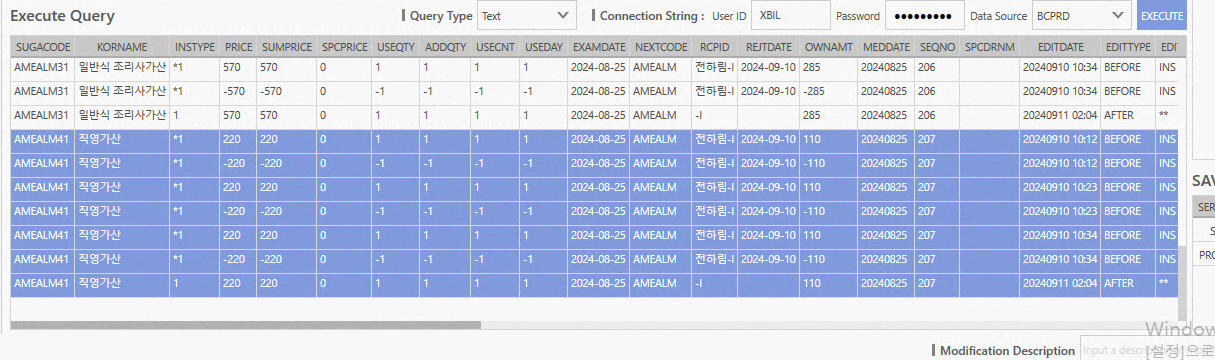 Execute Query Query Type Text Connection String : User ID XBIL Password ●●●●●●●●● Data Source BCPRD EXECUTE
SUGACODE KORNAME INSTYPE PRICE SUMPRICE SPCPRICE USEQTY ADDQTY USECNT USEDAY EXAMDATE NEXTCODE RCPID REJTDATE OWNAMT MEDDATE SEQNO SPCDRNM EDITDATE EDITTYPE EDI
AMEALM31 일반식 조리사가산 *1 570 570 0 1 1 1 1 2024-08-25 AMEALM 전하림-I 2024-09-10 285 20240825 206 20240910 10:34 BEFORE INS
AMEALM31 일반식 조리사가산 *1 -570 -570 0 -1 -1 -1 -1 2024-08-25 AMEALM 전하림-I 2024-09-10 -285 20240825 206 20240910 10:34 BEFORE INS
AMEALM31 일반식 조리사가산 1 570 570 0 1 1 1 1 2024-08-25 AMEALM -I 285 20240825 206 20240911 02:04 AFTER **
AMEALM41 직영가산 *1 220 220 0 1 1 1 1 2024-08-25 AMEALM 전하림-I 2024-09-10 110 20240825 207 20240910 10:12 BEFORE INS
AMEALM41 직영가산 *1 -220 -220 0 -1 -1 -1 -1 2024-08-25 AMEALM 전하림-I 2024-09-10 -110 20240825 207 20240910 10:12 BEFORE INS
AMEALM41 직영가산 *1 220 220 0 1 1 1 1 2024-08-25 AMEALM 전하림-I 2024-09-10 110 20240825 207 20240910 10:23 BEFORE INS
AMEALM41 직영가산 *1 -220 -220 0 -1 -1 -1 -1 2024-08-25 AMEALM 전하림-I 2024-09-10 -110 20240825 207 20240910 10:23 BEFORE INS
AMEALM41 직영가산 *1 220 220 0 1 1 1 1 2024-08-25 AMEALM 전하림-I 2024-09-10 110 20240825 207 20240910 10:34 BEFORE INS
AMEALM41 직영가산 *1 -220 -220 0 -1 -1 -1 -1 2024-08-25 AMEALM 전하림-I 2024-09-10 -110 20240825 207 20240910 10:34 BEFORE INS
AMEALM41 직영가산 1 220 220 0 1 1 1 1 2024-08-25 AMEALM -I 110 20240825 207 20240911 02:04 AFTER **
SAV
SER
S
PRO
Window
Modification Description Input a descript
[설정]으로